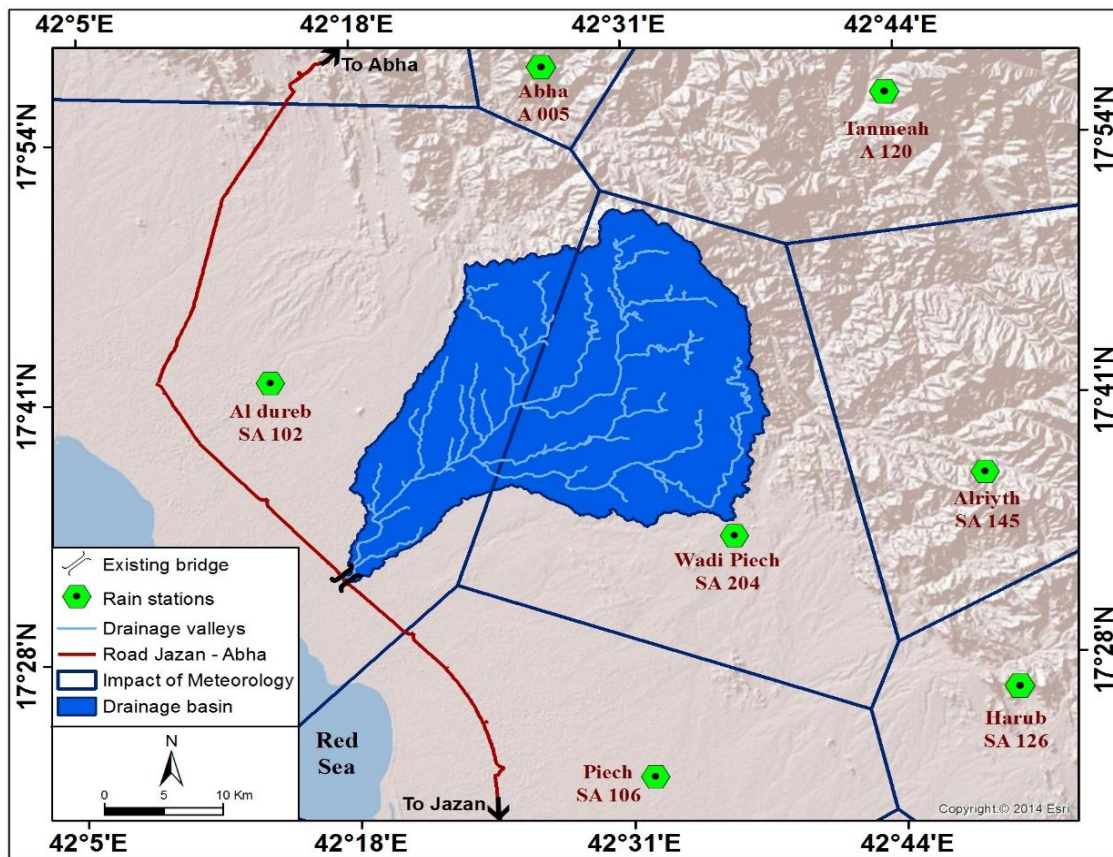 42°5'E 42°18'E 42°31'E 42°44'E
To Abha
Abha
A 005
Tanmeah
A 120
17°54'N
17°54'N
17°41'N
17°41'N
Al dureb
SA 102
Alriyth
SA 145
Wadi Piech
SA 204
Existing bridge
Rain stations
Drainage valleys
Road Jazan - Abha
Impact of Meteorology
Drainage basin
17°28'N
17°28'N
Harub
SA 126
Red
Sea
Piech
SA 106
N
0 5 10 Km
To Jazan
Copyright:© 2014 Esri
42°5'E 42°18'E 42°31'E 42°44'E